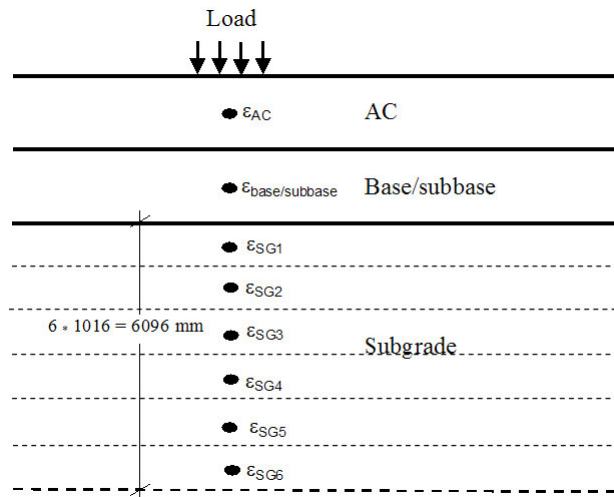 Load
εAC
AC
εbase/subbase
Base/subbase
εSG1
εSG2
6 * 1016 = 6096 mm
εSG3
Subgrade
εSG4
εSG5
εSG6